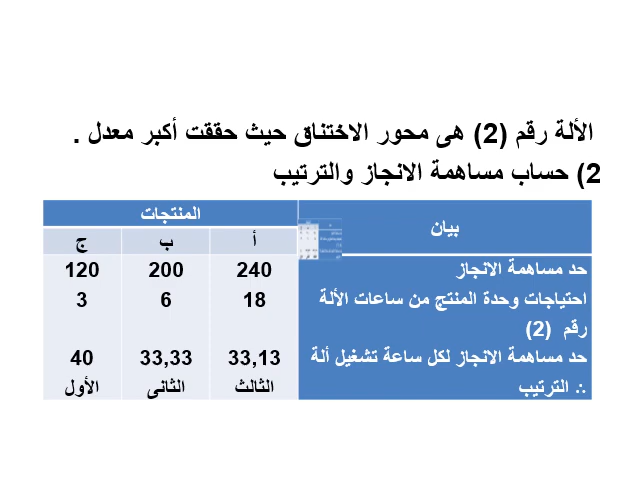 الألة رقم (2) هى محور الاختناق حيث حققت أكبر معدل .
2) حساب مساهمة الانجاز والترتيب
بيان المنتجات
أ ب ج
حد مساهمة الانجاز 240 200 120
احتياجات وحدة المنتج من ساعات الألة 18 6 3
رقم (2)
حد مساهمة الانجاز لكل ساعة تشغيل ألة 33,13 33,33 40
∴ الترتيب الثالث الثانى الأول